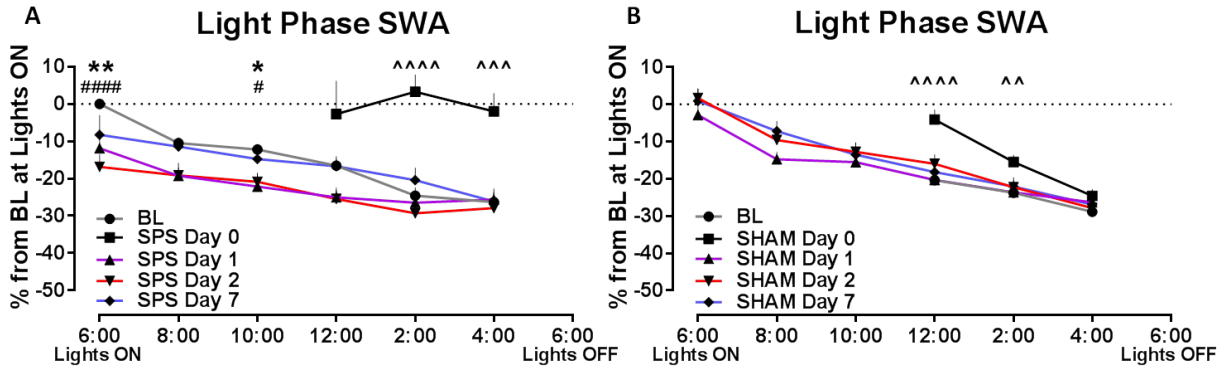 A
Light Phase SWA
% from BL at Lights ON
10
0
-10
-20
-30
-40
-50
**
####
*
#
^^^^
^^^
BL
SPS Day 0
SPS Day 1
SPS Day 2
SPS Day 7
6:00
8:00
10:00
12:00
2:00
4:00
6:00
Lights ON
Lights OFF
B
Light Phase SWA
% from BL at Lights ON
10
0
-10
-20
-30
-40
-50
^^^^
^^
BL
SHAM Day 0
SHAM Day 1
SHAM Day 2
SHAM Day 7
6:00
8:00
10:00
12:00
2:00
4:00
6:00
Lights ON
Lights OFF